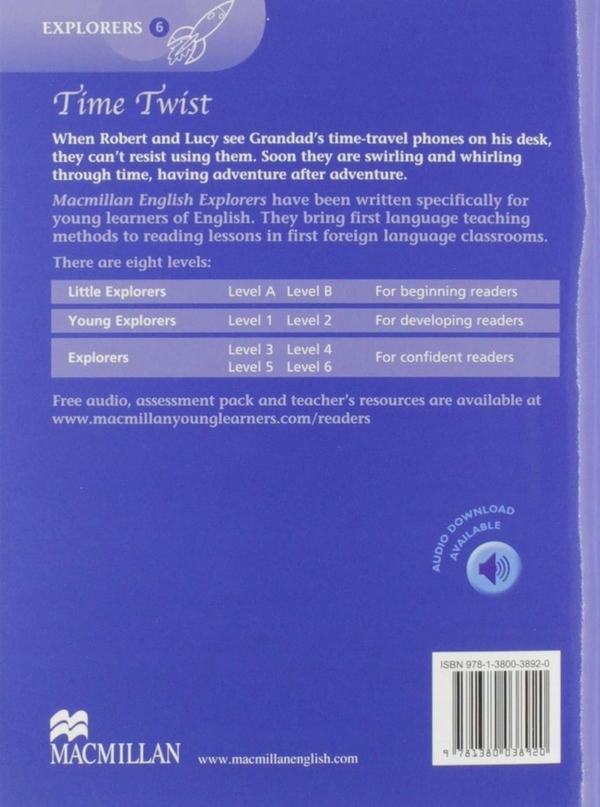 EXPLORERS 6
Time Twist
When Robert and Lucy see Grandad's time-travel phones on his desk,
they can't resist using them. Soon they are swirling and whirling
through time, having adventure after adventure.
Macmillan English Explorers have been written specifically for
young learners of English. They bring first language teaching
methods to reading lessons in first foreign language classrooms.
There are eight levels:
Little Explorers Level A Level B For beginning readers
Young Explorers Level 1 Level 2 For developing readers
Explorers Level 3 Level 4 For confident readers
Level 5 Level 6
Free audio, assessment pack and teacher's resources are available at
www.macmillanyounglearners.com/readers
AUDIO DOWNLOAD
AVAILABLE
ISBN 978-1-3800-3892-0
9 781380 038920
MACMILLAN www.macmillanenglish.com